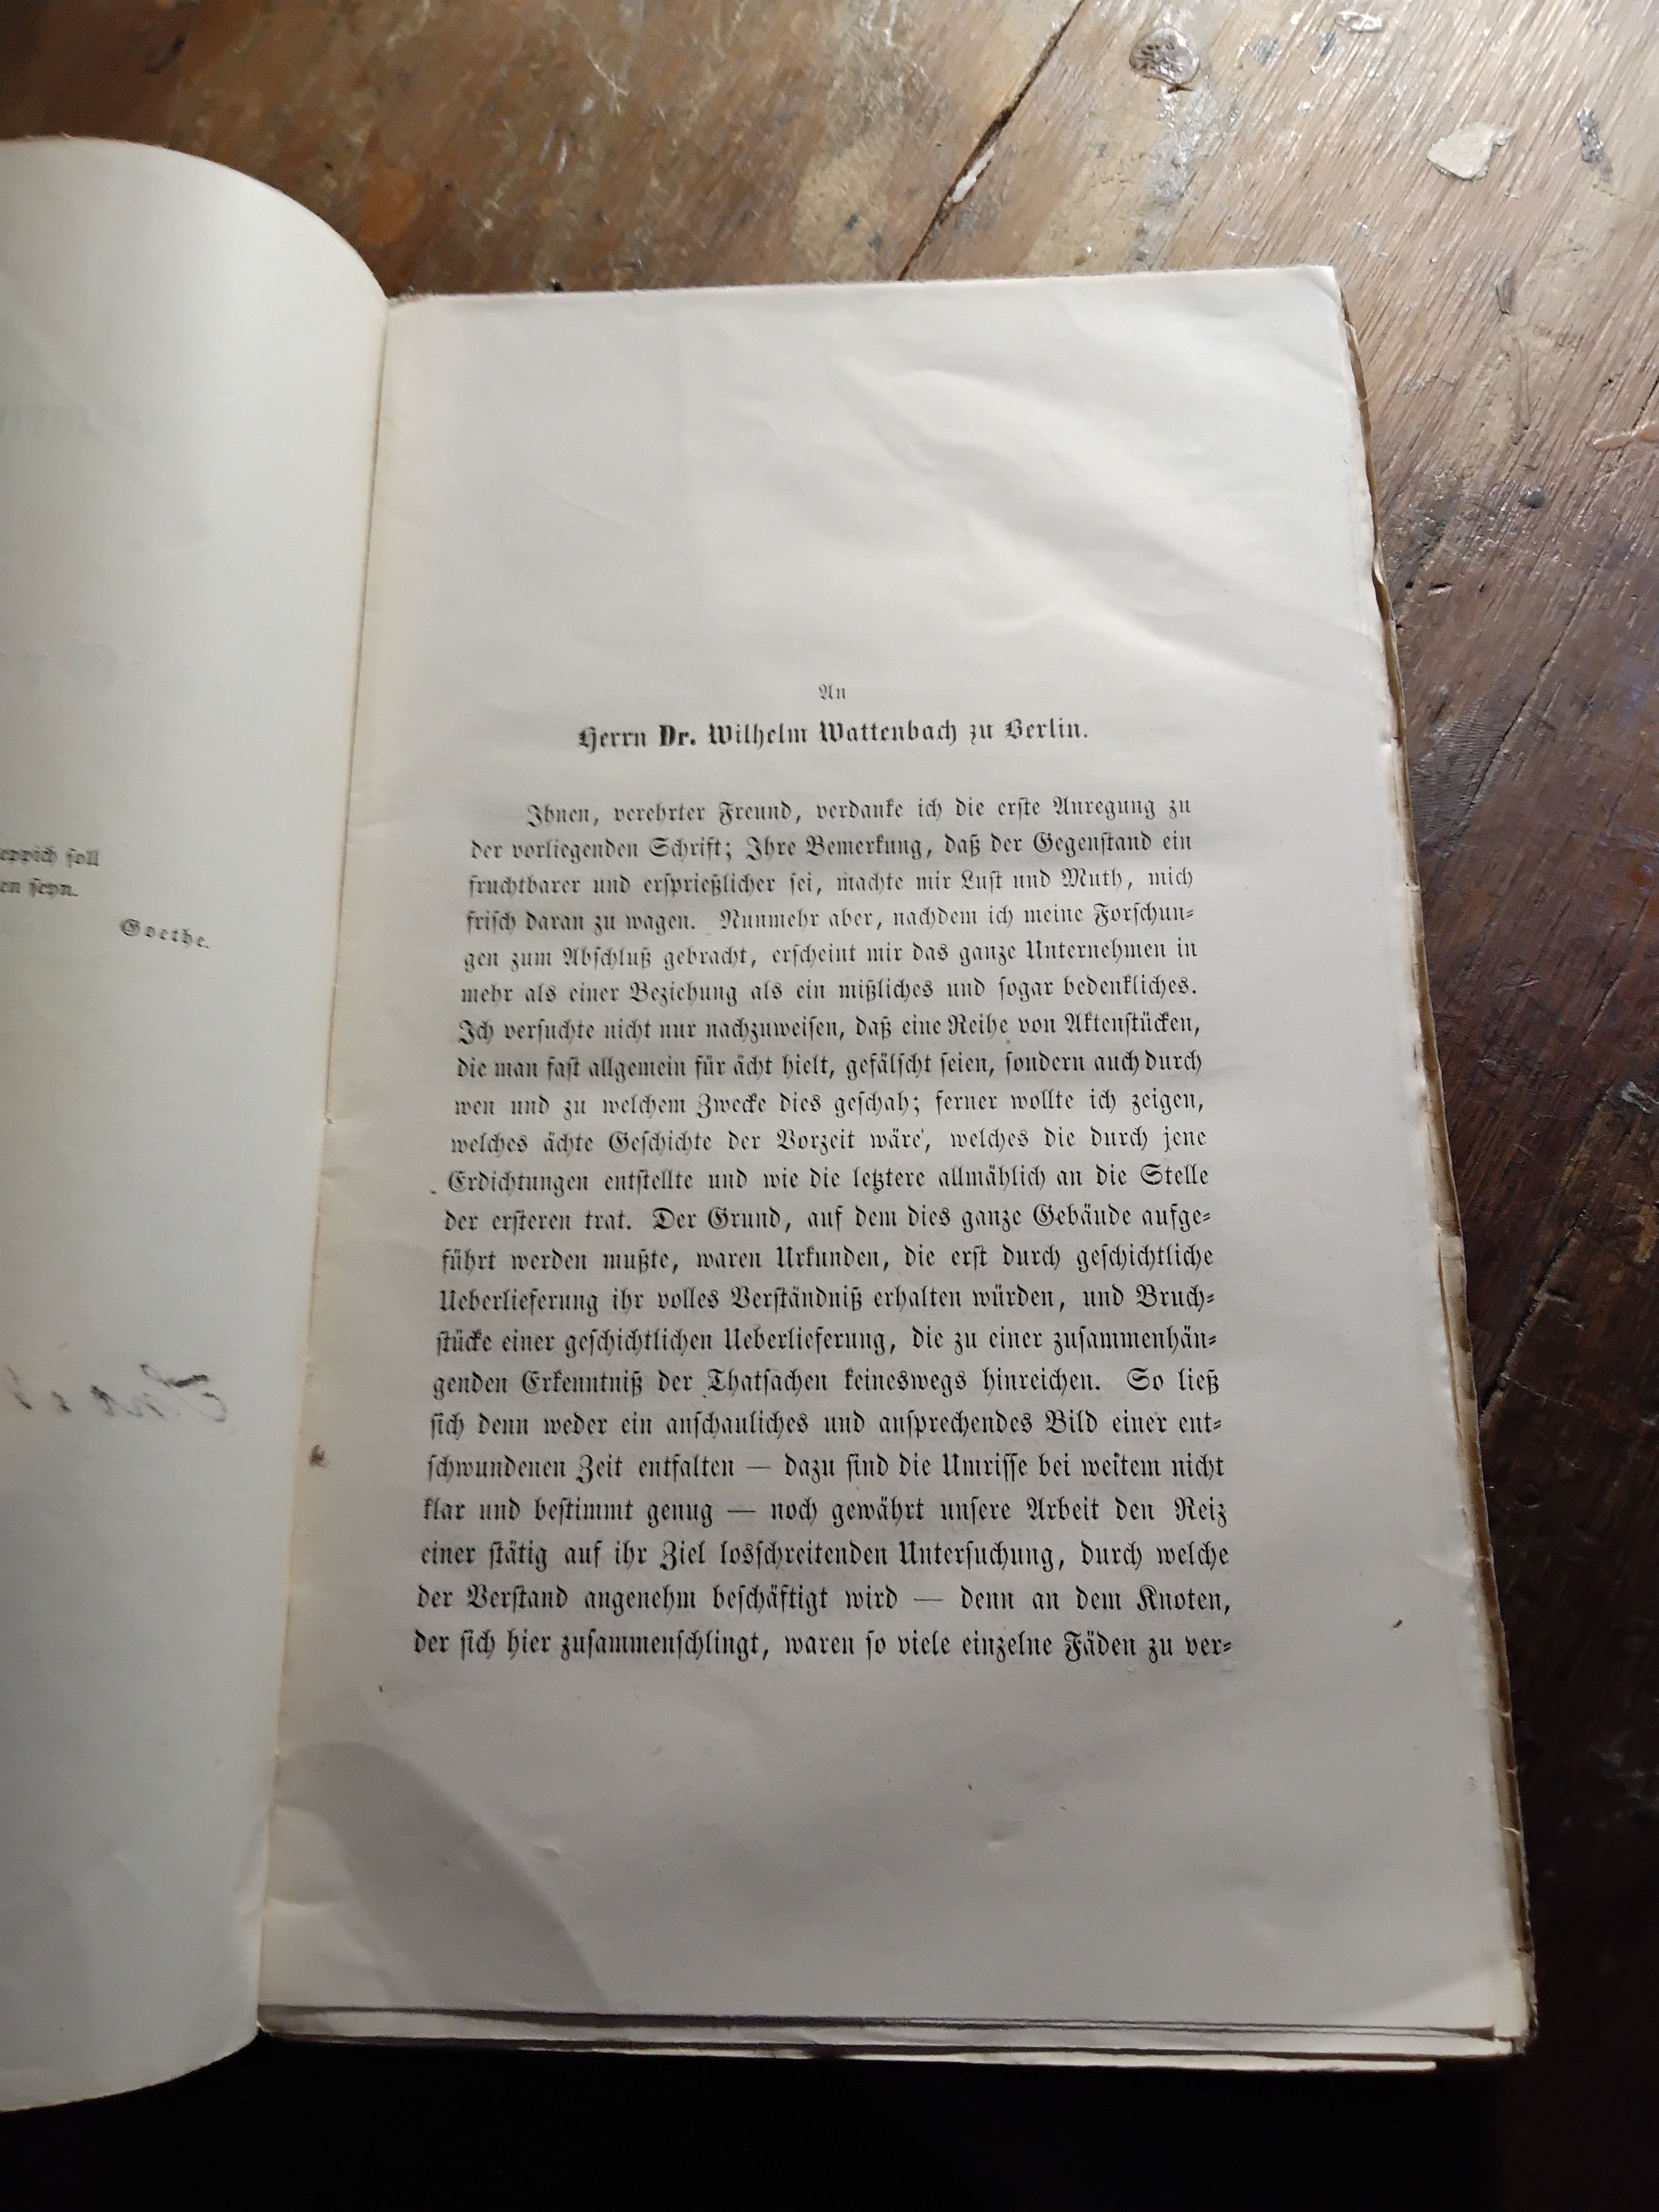 soll
seyn.
Goethe.
An
Herrn Dr. Wilhelm Wattenbach zu Berlin.
Ihnen, verehrter Freund, verdanke ich die erste Anregung zu
der vorliegenden Schrift; Ihre Bemerkung, daß der Gegenstand ein
fruchtbarer und ersprießlicher sei, machte mir Lust und Muth, mich
frisch daran zu wagen. Nunmehr aber, nachdem ich meine Forschun-
gen zum Abschluß gebracht, erscheint mir das ganze Unternehmen in
mehr als einer Beziehung als ein mißliches und sogar bedenkliches.
Ich versuchte nicht nur nachzuweisen, daß eine Reihe von Aktenstücken,
die man fast allgemein für ächt hielt, gefälscht seien, sondern auch durch
wen und zu welchem Zwecke dies geschah; ferner wollte ich zeigen,
welches ächte Geschichte der Vorzeit wäre, welches die durch jene
Erdichtungen entstellte und wie die letztere allmählich an die Stelle
der ersteren trat. Der Grund, auf dem dies ganze Gebäude aufge-
führt werden mußte, waren Urkunden, die erst durch geschichtliche
Ueberlieferung ihr volles Verständniß erhalten würden, und Bruch-
stücke einer geschichtlichen Ueberlieferung, die zu einer zusammenhän-
genden Erkenntniß der Thatsachen keineswegs hinreichen. So ließ
sich denn weder ein anschauliches und ansprechendes Bild einer ent-
schwundenen Zeit entfalten — dazu sind die Umrisse bei weitem nicht
klar und bestimmt genug — noch gewährt unsere Arbeit den Reiz
einer stätig auf ihr Ziel losschreitenden Untersuchung, durch welche
der Verstand angenehm beschäftigt wird — denn an dem Knoten,
der sich hier zusammenschlingt, waren so viele einzelne Fäden zu ver-